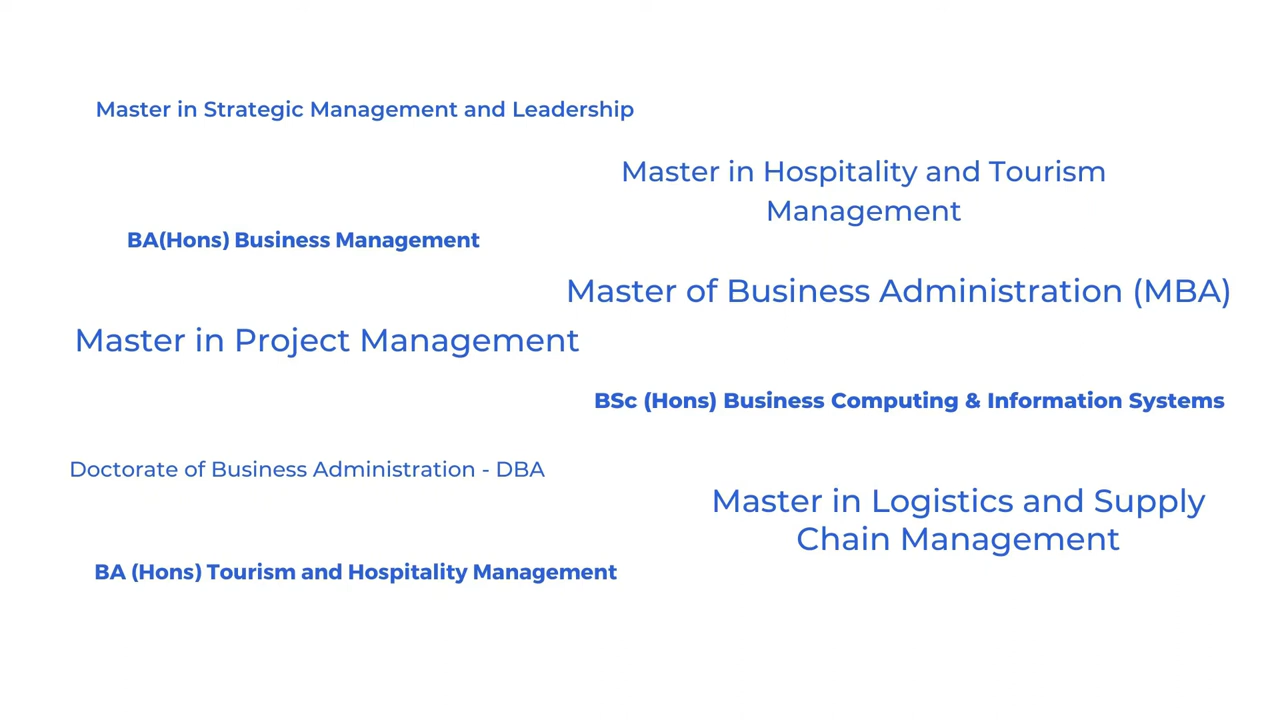 Master in Strategic Management and Leadership
Master in Hospitality and Tourism
Management
BA(Hons) Business Management
Master of Business Administration (MBA)
Master in Project Management
BSc (Hons) Business Computing & Information Systems
Doctorate of Business Administration - DBA
Master in Logistics and Supply
Chain Management
BA (Hons) Tourism and Hospitality Management